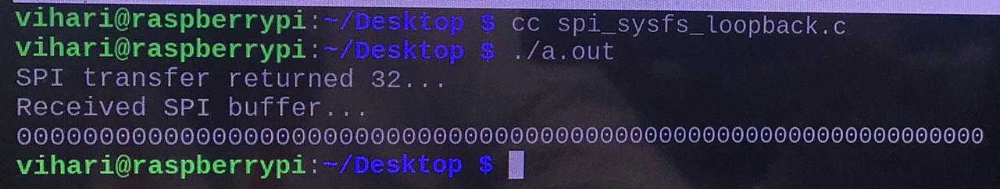 vihari@raspberrypi:~/Desktop $ cc spi_sysfs_loopback.c
vihari@raspberrypi:~/Desktop $ ./a.out
SPI transfer returned 32...
Received SPI buffer...
0000000000000000000000000000000000000000000000000000000000000000
vihari@raspberrypi:~/Desktop $